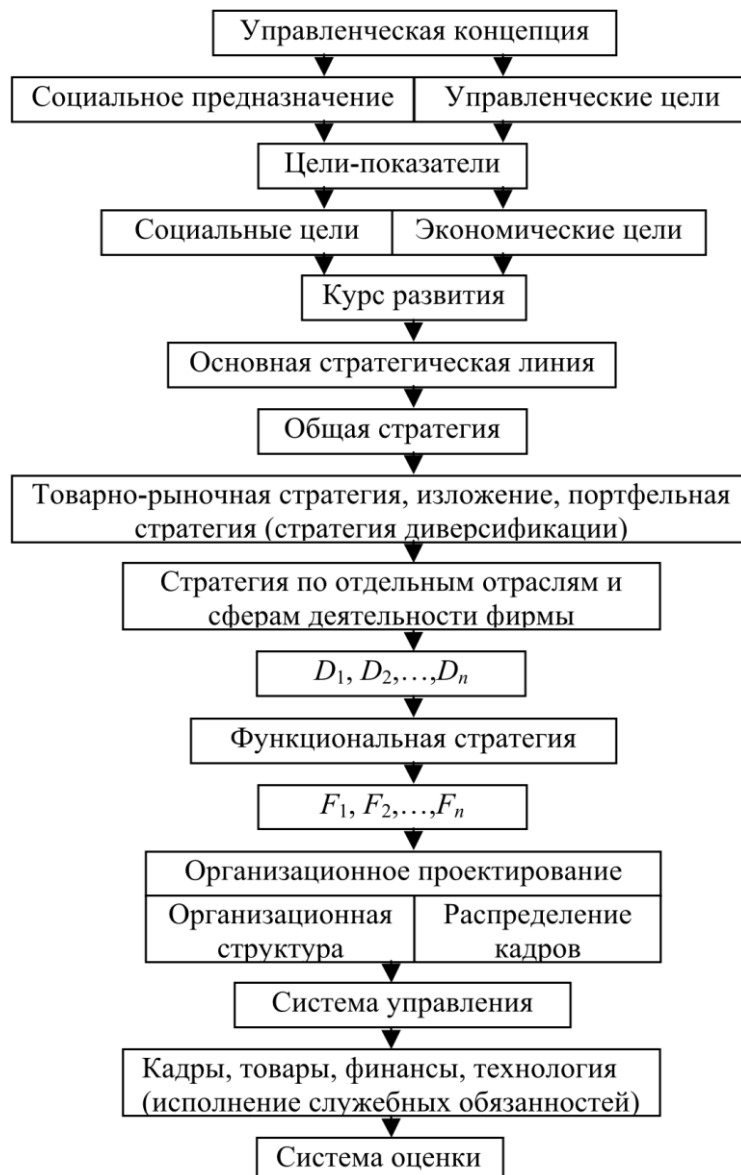 Управленческая концепция
Социальное предназначение
Управленческие цели
Цели-показатели
Социальные цели
Экономические цели
Курс развития
Основная стратегическая линия
Общая стратегия
Товарно-рыночная стратегия, изложение, портфельная
стратегия (стратегия диверсификации)
Стратегия по отдельным отраслям и
сферам деятельности фирмы
D₁, D₂,…,Dₙ
Функциональная стратегия
F₁, F₂,…,Fₙ
Организационное проектирование
Организационная
структура
Распределение
кадров
Система управления
Кадры, товары, финансы, технология
(исполнение служебных обязанностей)
Система оценки